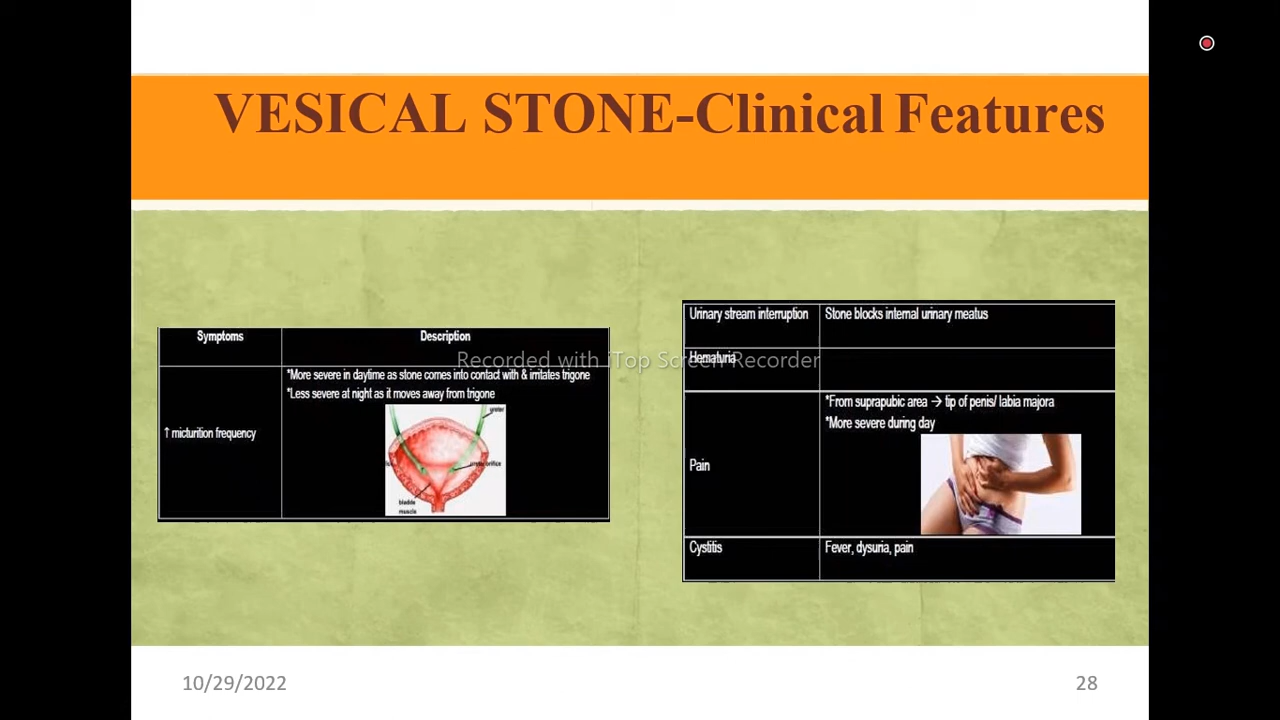 VESICAL STONE-Clinical Features
Symptoms
Description
↑ micturition frequency
*More severe in daytime as stone comes into contact with & irritates trigone
*Less severe at night as it moves away from trigone
ureter
bladder
muscle
Urinary stream interruption
Stone blocks internal urinary meatus
Hematuria
Pain
*From suprapubic area → tip of penis/ labia majora
*More severe during day
Cystitis
Fever, dysuria, pain
Recorded with iTop Screen Recorder
10/29/2022
28